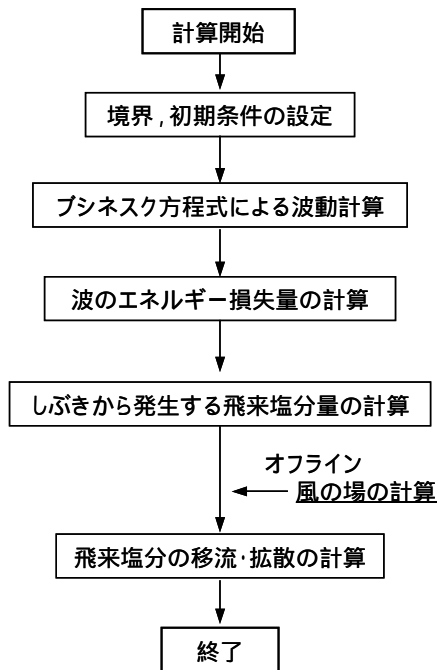 計算開始
境界,初期条件の設定
ブシネスク方程式による波動計算
波のエネルギー損失量の計算
しぶきから発生する飛来塩分量の計算
オフライン
風の場の計算
飛来塩分の移流·拡散の計算
終了